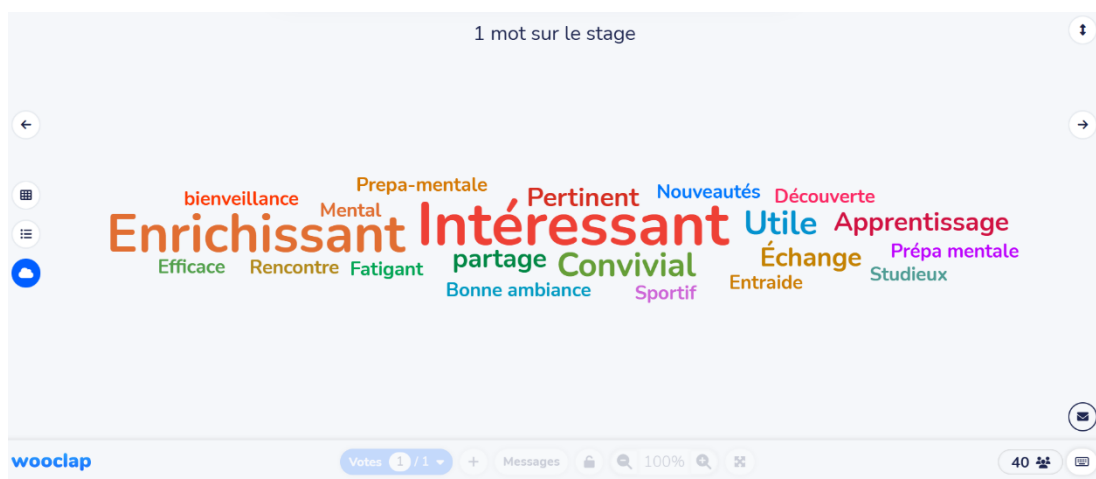 1 mot sur le stage
Prepa-mentale
bienveillance
Mental
Pertinent
Nouveautés
Découverte
Enrichissant
Intéressant
Utile
Apprentissage
Efficace
Rencontre
Fatigant
partage
Convivial
Échange
Prépa mentale
Bonne ambiance
Sportif
Entraide
Studieux
wooclap
Votes 1 / 1
Messages
100%
40